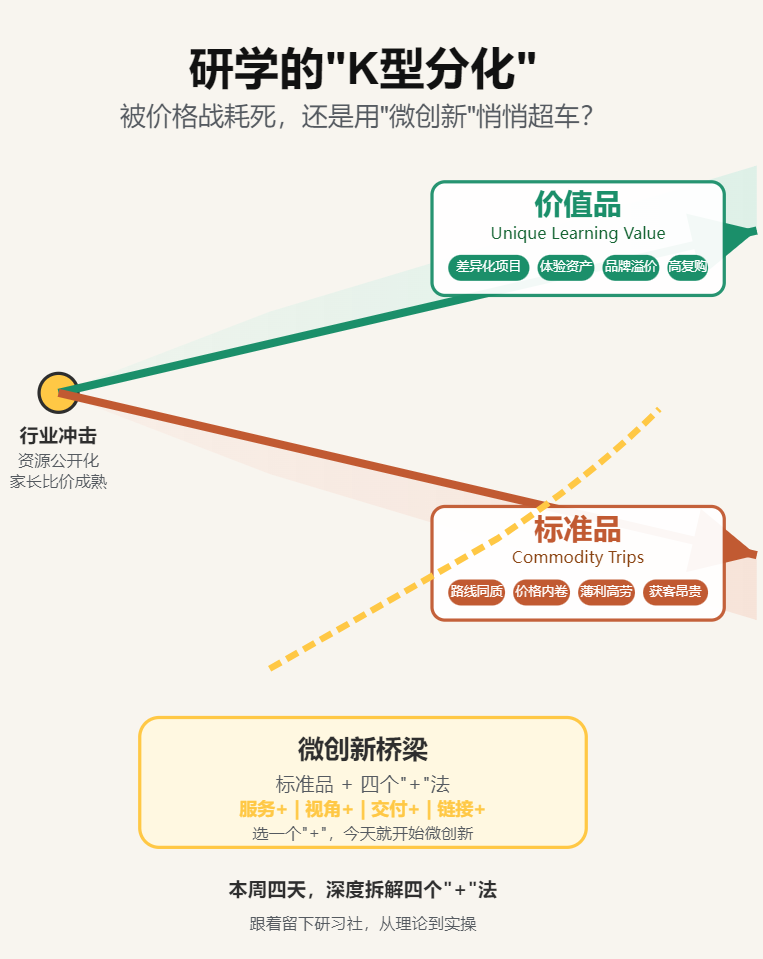 研学的"K型分化"
被价格战耗死，还是用"微创新"悄悄超车？
价值品
Unique Learning Value
差异化项目 体验资产 品牌溢价 高复购
行业冲击
资源公开化
家长比价成熟
标准品
Commodity Trips
路线同质 价格内卷 薄利高劳 获客昂贵
微创新桥梁
标准品 + 四个"+"法
服务+ | 视角+ | 交付+ | 链接+
选一个"+"，今天就开始微创新
本周四天，深度拆解四个"+"法
跟着留下研习社，从理论到实操